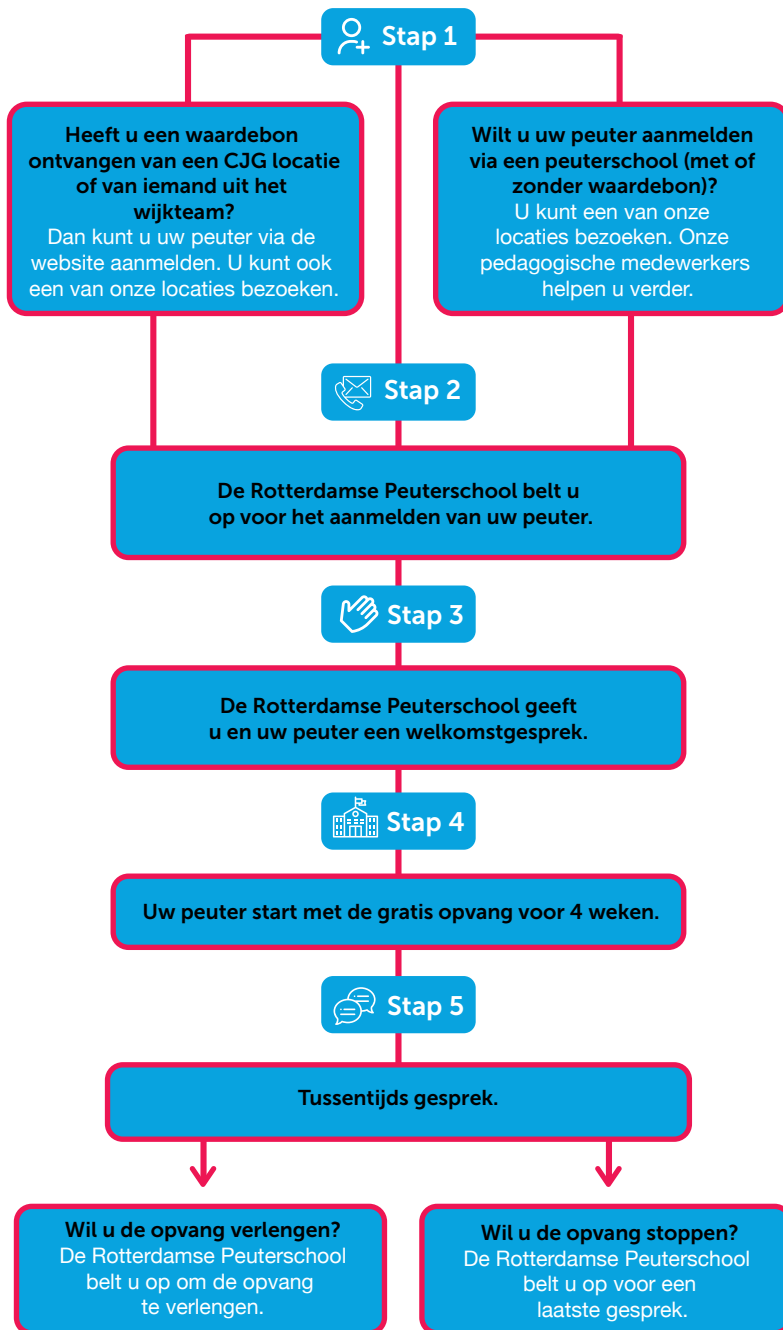 Stap 1
Heeft u een waardebon
ontvangen van een CJG locatie
of van iemand uit het
wijkteam?
Dan kunt u uw peuter via de
website aanmelden. U kunt ook
een van onze locaties bezoeken.
Wilt u uw peuter aanmelden
via een peuterschool (met of
zonder waardebon)?
U kunt een van onze
locaties bezoeken. Onze
pedagogische medewerkers
helpen u verder.
Stap 2
De Rotterdamse Peuterschool belt u
op voor het aanmelden van uw peuter.
Stap 3
De Rotterdamse Peuterschool geeft
u en uw peuter een welkomstgesprek.
Stap 4
Uw peuter start met de gratis opvang voor 4 weken.
Stap 5
Tussentijds gesprek.
Wil u de opvang verlengen?
De Rotterdamse Peuterschool
belt u op om de opvang
te verlengen.
Wil u de opvang stoppen?
De Rotterdamse Peuterschool
belt u op voor een
laatste gesprek.